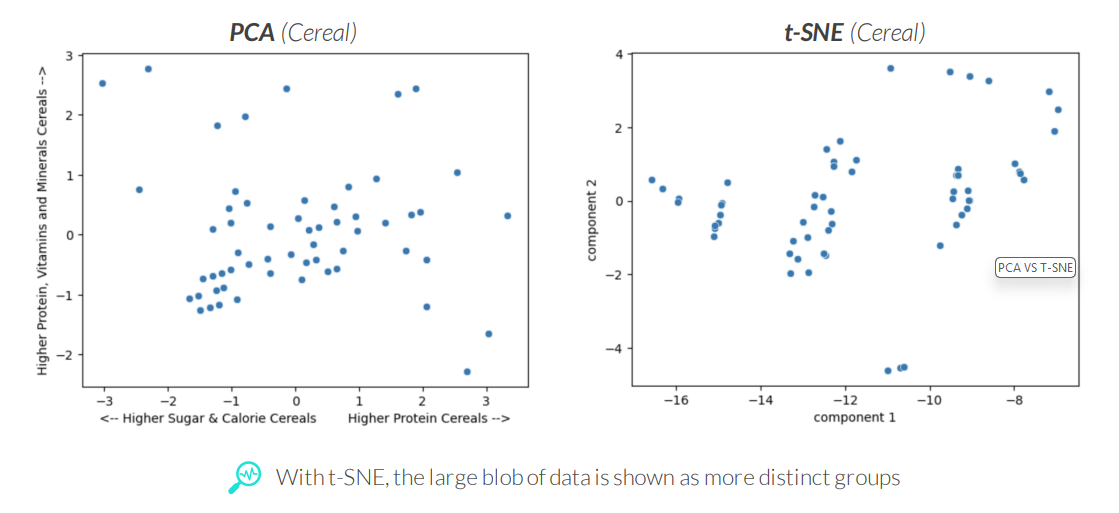 PCA (Cereal)
3
2
1
0
−1
−2
−3
−2
−1
0
1
2
3
Higher Protein, Vitamins and Minerals Cereals -->
<-- Higher Sugar & Calorie Cereals
Higher Protein Cereals -->
t-SNE (Cereal)
4
2
0
−2
−4
−16
−14
−12
−10
−8
component 2
component 1
PCA VS T-SNE
With t-SNE, the large blob of data is shown as more distinct groups